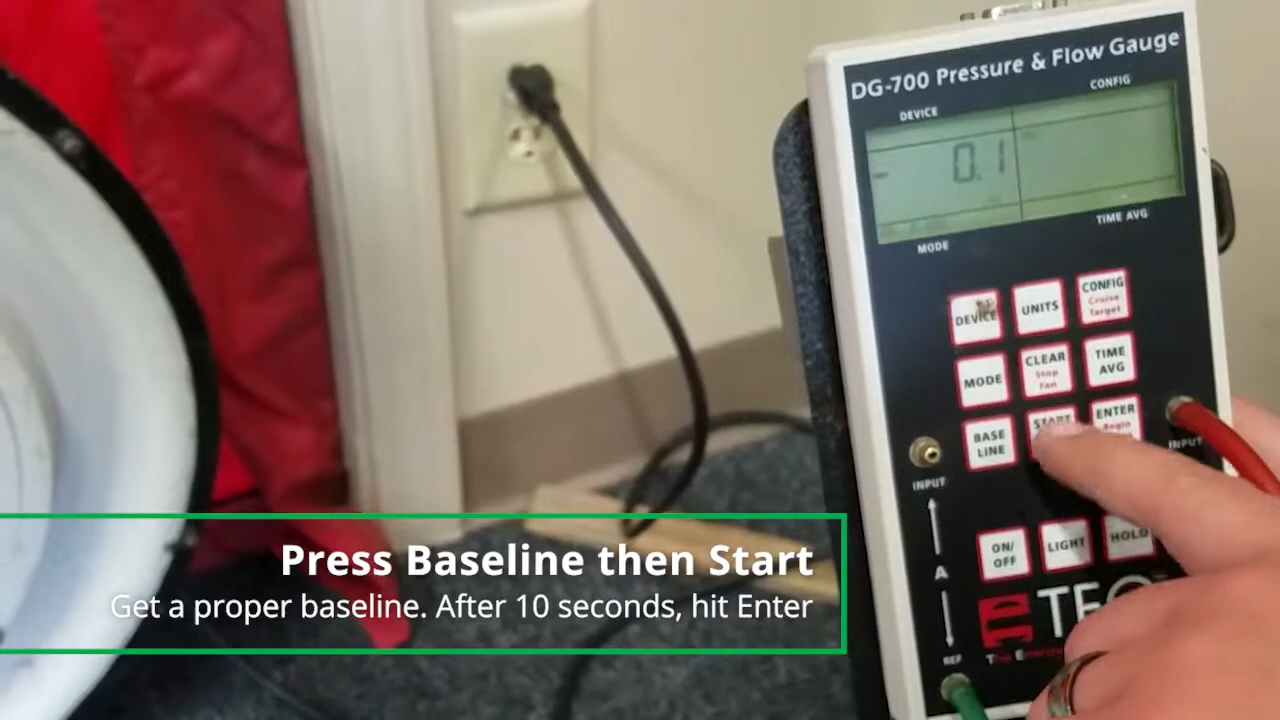 DG-700 Pressure & Flow Gauge
DEVICE CONFIG
- 0.1
MODE TIME AVG
DEVICE UNITS CONFIG
Cruise
Target
MODE CLEAR TIME
Stop AVG
Fan
BASE START ENTER
LINE Begin
INPUT INPUT
ON/ LIGHT HOLD
OFF
A
REF
Press Baseline then Start
Get a proper baseline. After 10 seconds, hit Enter